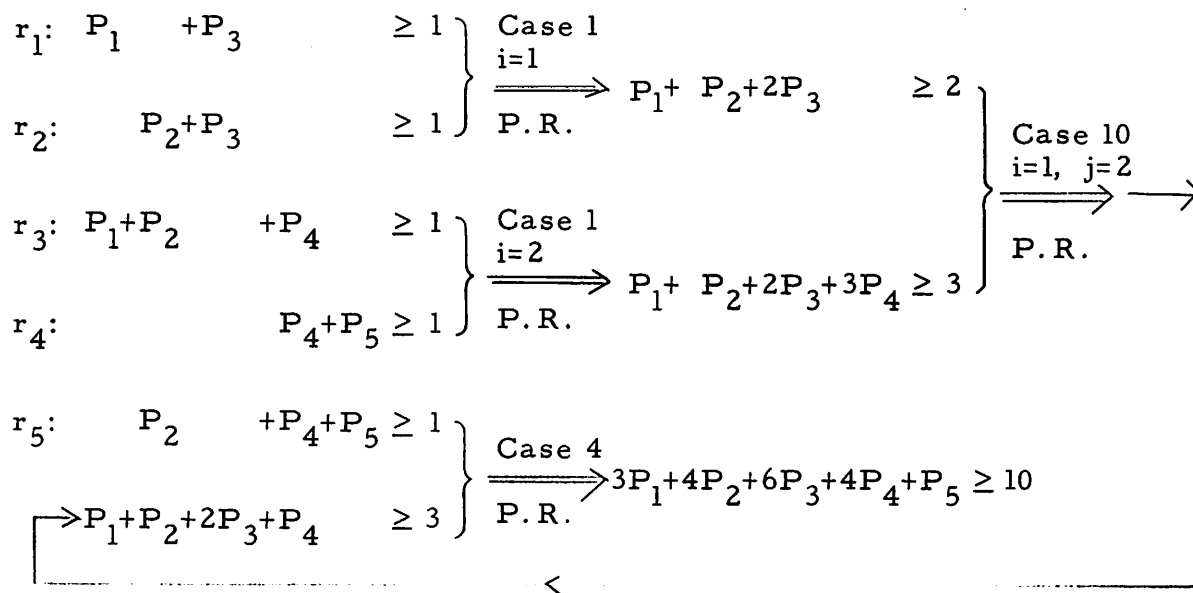 r₁: P₁ +P₃ ≥ 1
Case 1
i=1
P.R.
r₂: P₂+P₃ ≥ 1
P₁+ P₂+2P₃ ≥ 2
r₃: P₁+P₂ +P₄ ≥ 1
Case 1
i=2
P.R.
r₄: P₄+P₅ ≥ 1
P₁+ P₂+2P₃+3P₄ ≥ 3
Case 10
i=1, j=2
P.R.
r₅: P₂ +P₄+P₅ ≥ 1
Case 4
P.R.
P₁+P₂+2P₃+P₄ ≥ 3
3P₁+4P₂+6P₃+4P₄+P₅ ≥ 10